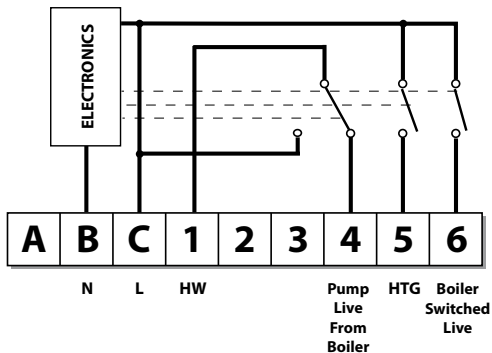 ELECTRONICS
A B C 1 2 3 4 5 6
N L HW Pump Live From Boiler HTG Boiler Switched Live